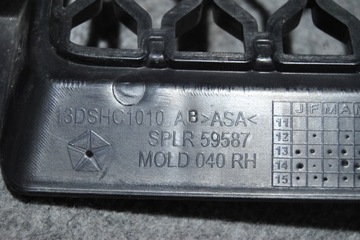 13DSHC1010 AB >ASA<
SPLR 59587
MOLD 040 RH
J F M A
11
12
13
14
15